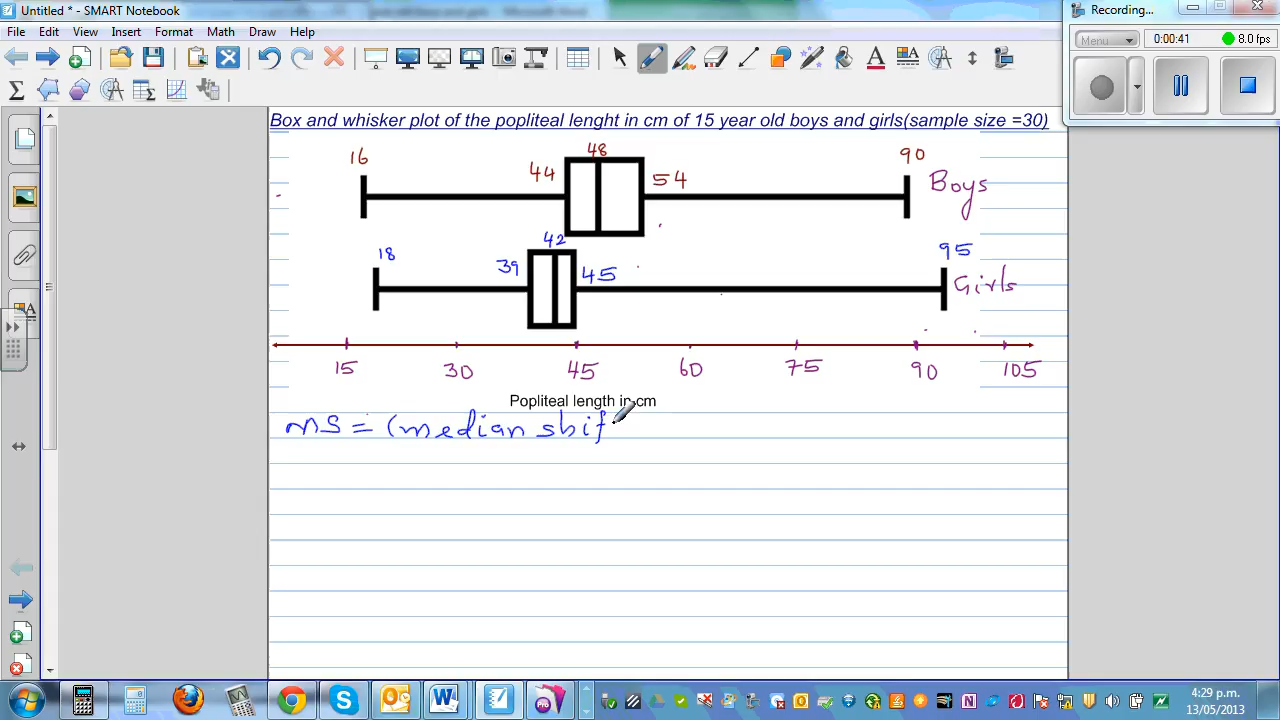 Untitled * - SMART Notebook
Recording...
File Edit View Insert Format Math Draw Help
Menu 0:00:41 8.0 fps
Box and whisker plot of the popliteal lenght in cm of 15 year old boys and girls(sample size =30)
16 44 48 54 90 Boys
18 39 42 45 95 Girls
15 30 45 60 75 90 105
Popliteal length in cm
MS = (median shif
4:29 p.m.
13/05/2013